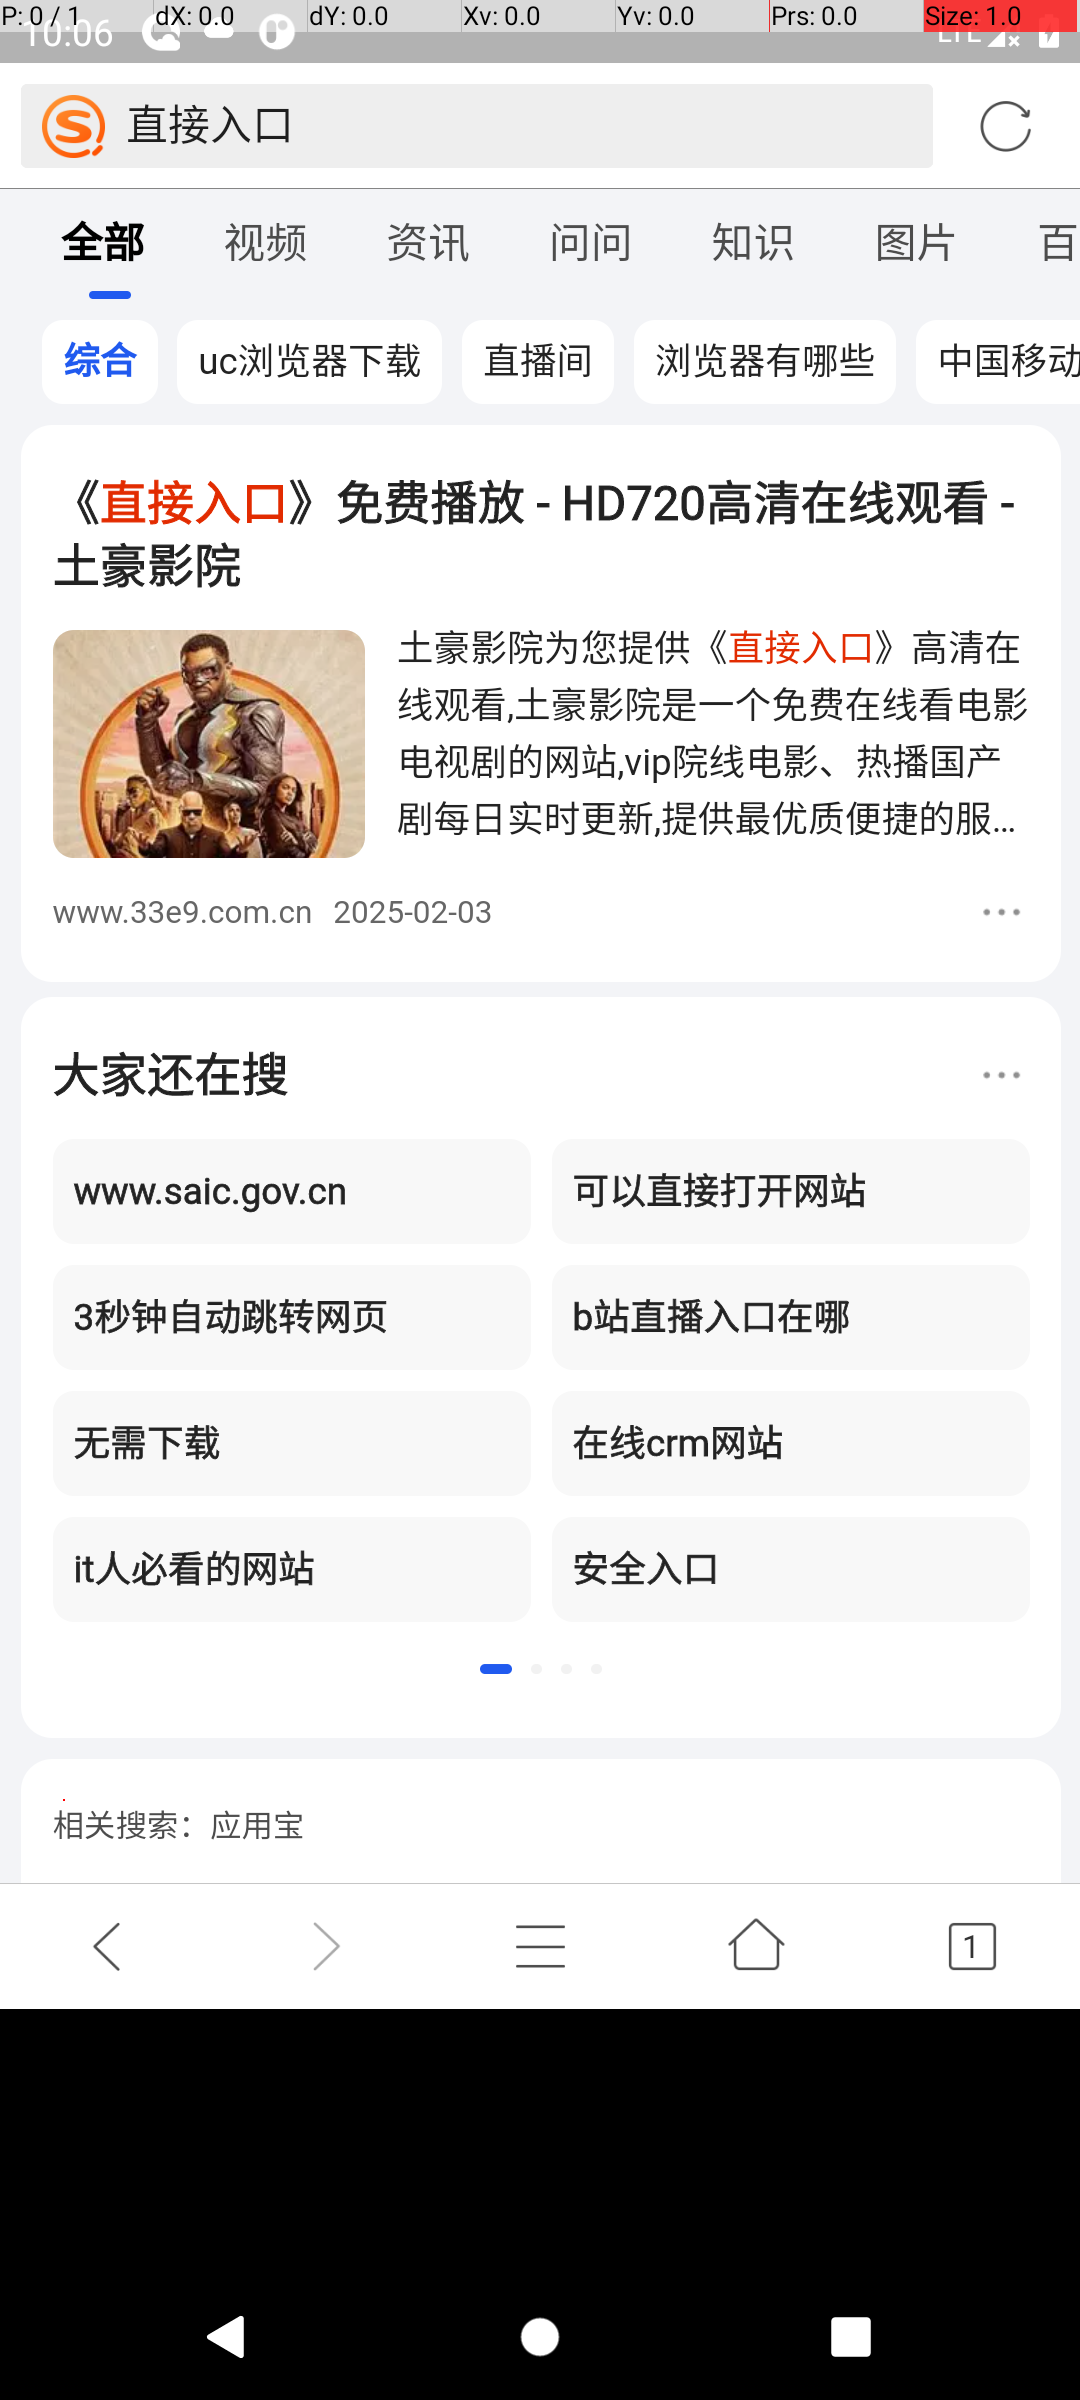 P: 0 / 1 dX: 0.0 dY: 0.0 Xv: 0.0 Yv: 0.0 Prs: 0.0 Size: 1.0
10:06 LTE
直接入口
全部 视频 资讯 问问 知识 图片 百
综合 uc浏览器下载 直播间 浏览器有哪些 中国移动
《直接入口》免费播放 - HD720高清在线观看 -
土豪影院
土豪影院为您提供《直接入口》高清在
线观看,土豪影院是一个免费在线看电影
电视剧的网站,vip院线电影、热播国产
剧每日实时更新,提供最优质便捷的服...
www.33e9.com.cn 2025-02-03
大家还在搜
www.saic.gov.cn 可以直接打开网站
3秒钟自动跳转网页 b站直播入口在哪
无需下载 在线crm网站
it人必看的网站 安全入口
相关搜索：应用宝
1